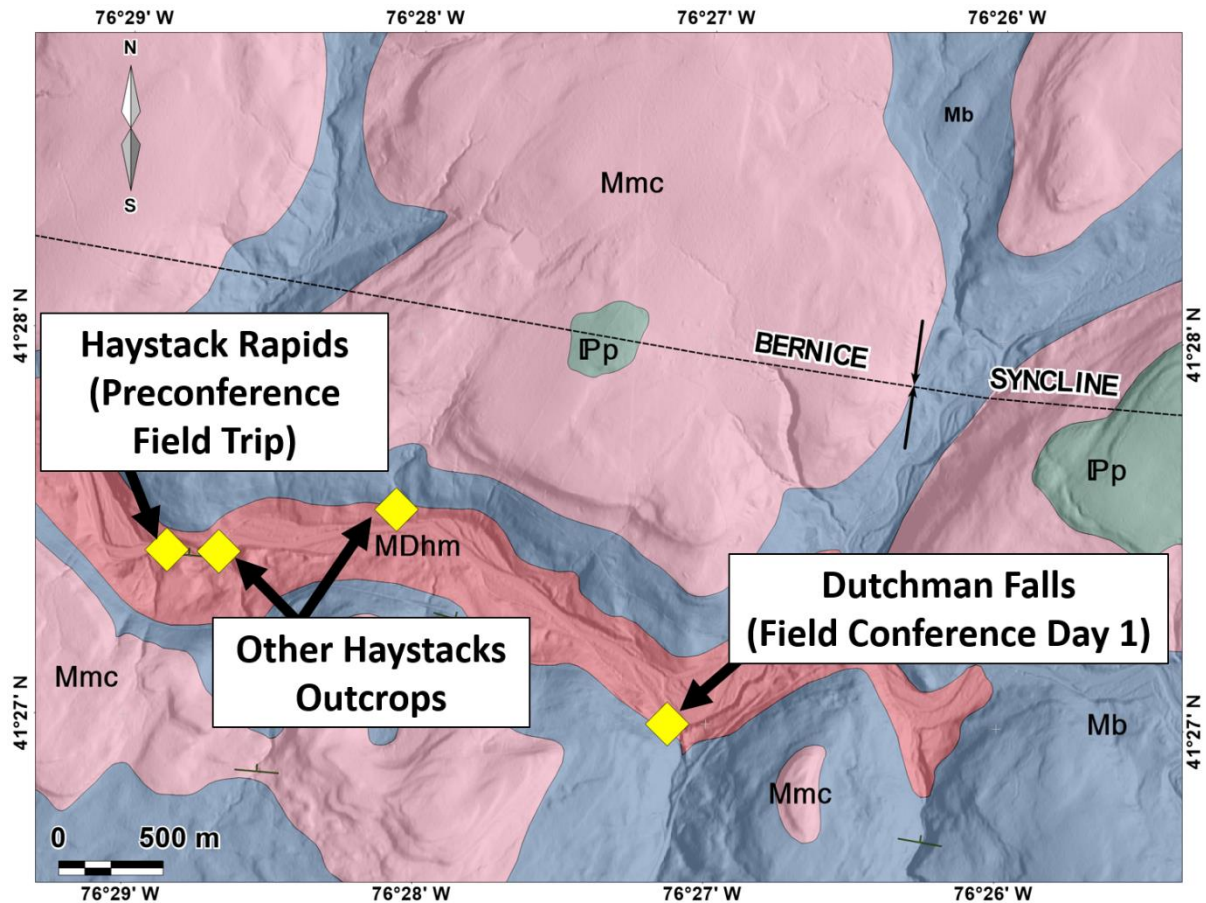 76°29' W 76°28' W 76°27' W 76°26' W
N
S
Mb
Mmc
41°28' N
41°28' N
ℙp
BERNICE
SYNCLINE
ℙp
Haystack Rapids
(Preconference
Field Trip)
MDhm
Other Haystacks
Outcrops
Dutchman Falls
(Field Conference Day 1)
Mmc
41°27' N
41°27' N
Mb
Mmc
0 500 m
76°29' W 76°28' W 76°27' W 76°26' W